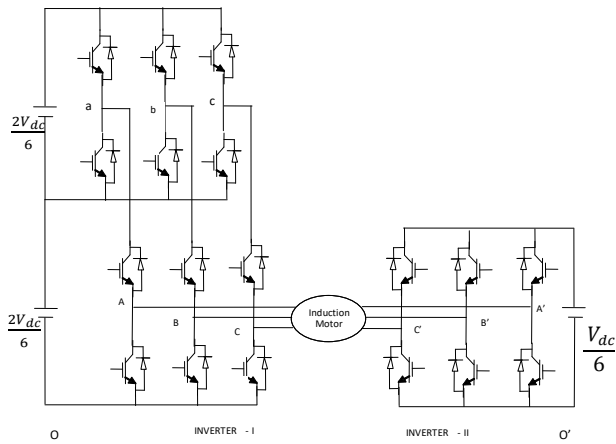 a
b
c
2V_dc/6
A
B
C
2V_dc/6
Induction
Motor
A'
B'
C'
V_dc/6
O
INVERTER - I
INVERTER - II
O'